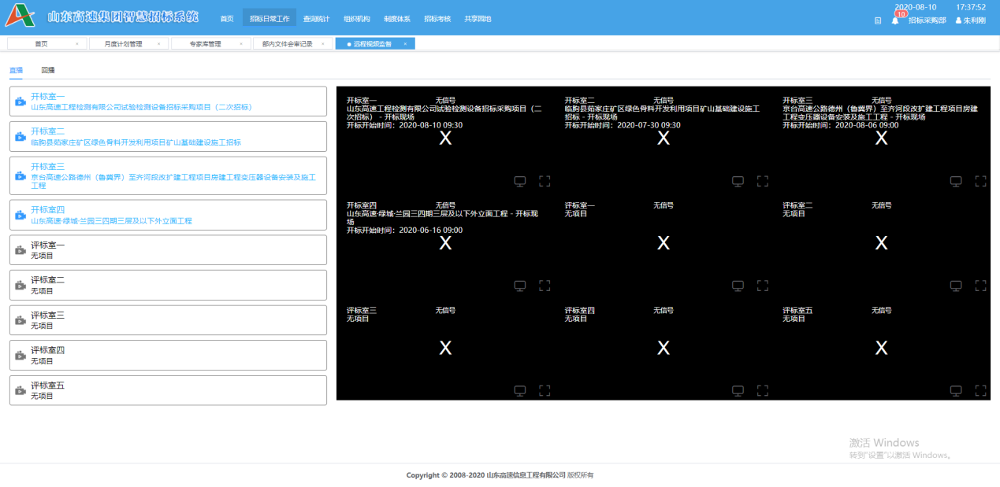 山东高速集团智慧招标系统
首页 招标日常工作 查询统计 组织机构 制度体系 招标考核 共享园地
2020-08-10 17:37:52
10 招标采购部 朱利刚
首页 × 月度计划管理 × 专家库管理 × 部内文件会审记录 × 远程视频监督 ×
直播 回播
开标室一
山东高速工程检测有限公司试验检测设备招标采购项目（二次招标）
开标室二
临朐县茹家庄矿区绿色骨料开发利用项目矿山基础建设施工招标
开标室三
京台高速公路德州（鲁冀界）至齐河段改扩建工程项目房建工程变压器设备安装及施工
工程
开标室四
山东高速·绿城·兰园三四期三层及以下外立面工程
评标室一
无项目
评标室二
无项目
评标室三
无项目
评标室四
无项目
评标室五
无项目
开标室一 无信号
山东高速工程检测有限公司试验检测设备招标采购项目（二
次招标） - 开标现场
开标开始时间：2020-08-10 09:30
X
开标室二 无信号
临朐县茹家庄矿区绿色骨料开发利用项目矿山基础建设施工
招标 - 开标现场
开标开始时间：2020-07-30 09:30
X
开标室三 无信号
京台高速公路德州（鲁冀界）至齐河段改扩建工程项目房建
工程变压器设备安装及施工工程 - 开标现场
开标开始时间：2020-08-06 09:00
X
开标室四 无信号
山东高速·绿城·兰园三四期三层及以下外立面工程 - 开标现
场
开标开始时间：2020-06-16 09:00
X
评标室一 无信号
无项目
X
评标室二 无信号
无项目
X
评标室三 无信号
无项目
X
评标室四 无信号
无项目
X
评标室五 无信号
无项目
X
激活 Windows
转到"设置"以激活 Windows。
Copyright © 2008-2020 山东高速信息工程有限公司 版权所有